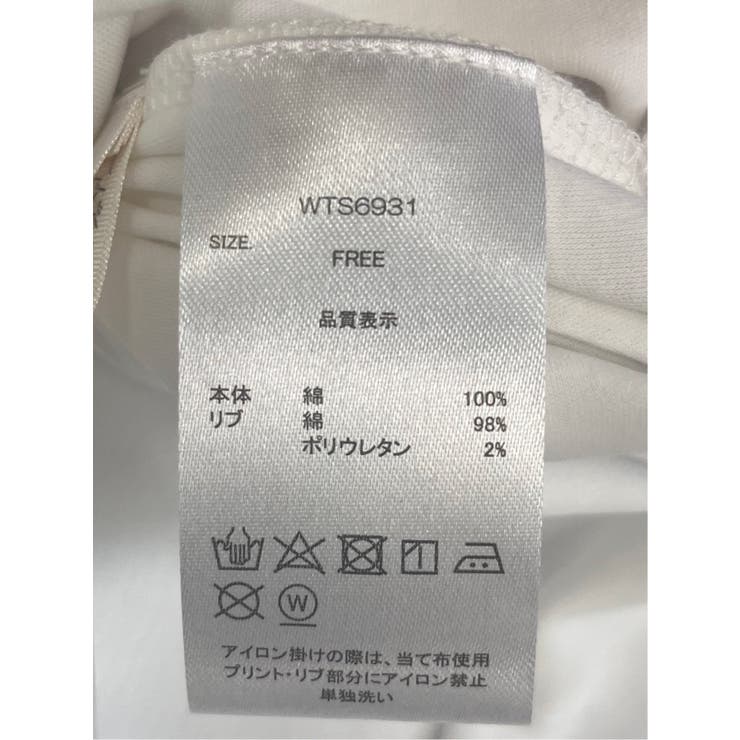 WTS6931
SIZE.
FREE
品質表示
本体 綿 100%
リブ 綿 98%
ポリウレタン 2%
W
アイロン掛けの際は、当て布使用
プリント・リブ部分にアイロン禁止
単独洗い